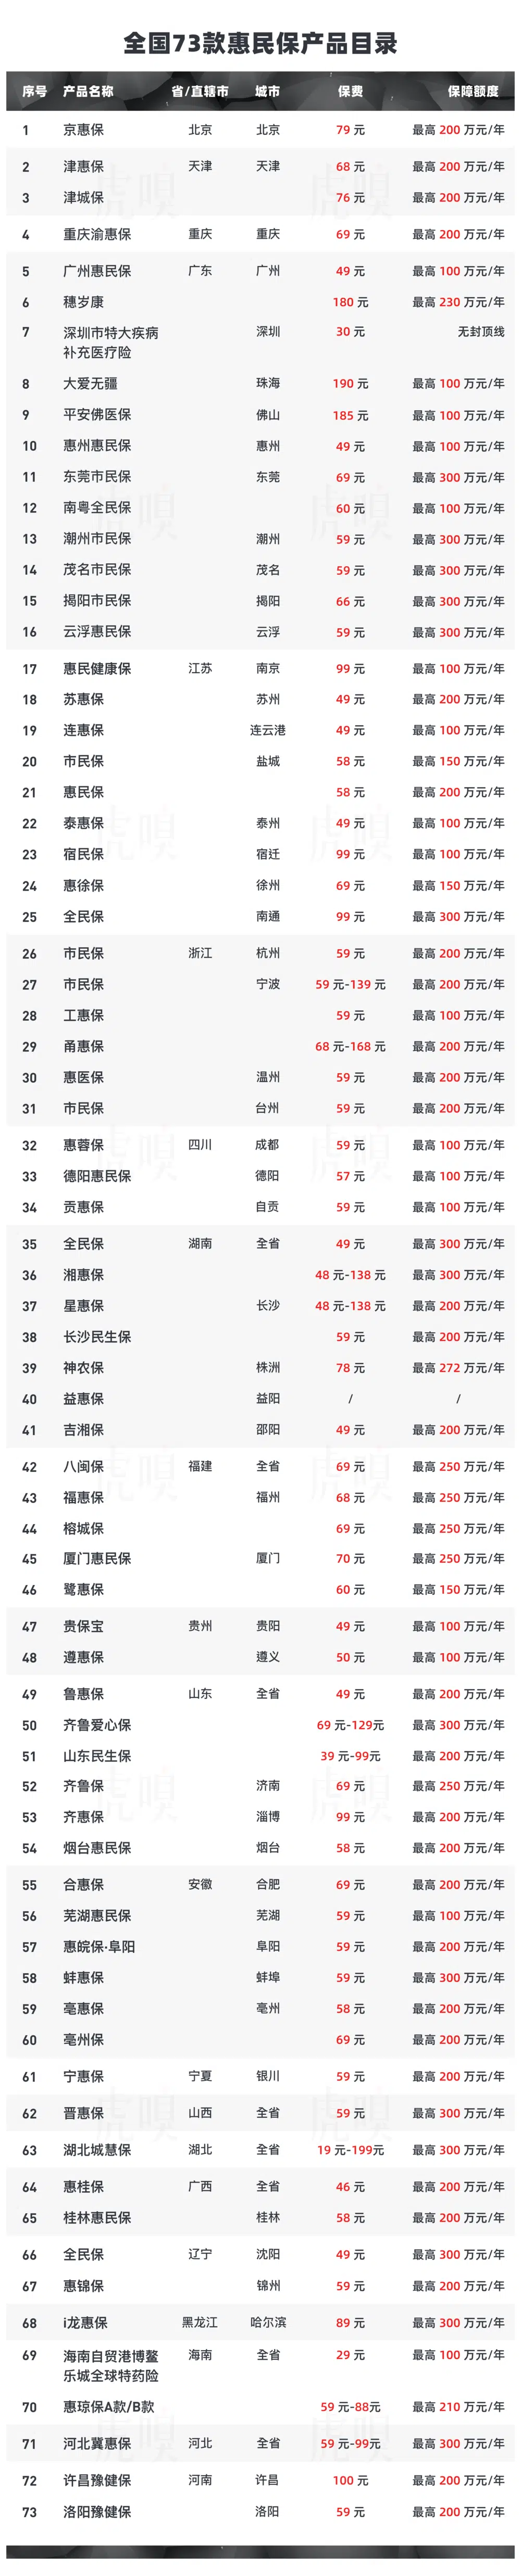 全国73款惠民保产品目录
序号 产品名称 省/直辖市 城市 保费 保障额度
1 京惠保 北京 北京 79 元 最高 200 万元/年
2 津惠保 天津 天津 68 元 最高 200 万元/年
3 津城保 76 元 最高 200 万元/年
4 重庆渝惠保 重庆 重庆 69 元 最高 200 万元/年
5 广州惠民保 广东 广州 49 元 最高 100 万元/年
6 穗岁康 180 元 最高 230 万元/年
7 深圳市特大疾病 深圳 30 元 无封顶线
补充医疗险
8 大爱无疆 珠海 190 元 最高 100 万元/年
9 平安佛医保 佛山 185 元 最高 100 万元/年
10 惠州惠民保 惠州 49 元 最高 100 万元/年
11 东莞市民保 东莞 69 元 最高 300 万元/年
12 南粤全民保 60 元 最高 100 万元/年
13 潮州市民保 潮州 59 元 最高 300 万元/年
14 茂名市民保 茂名 59 元 最高 300 万元/年
15 揭阳市民保 揭阳 66 元 最高 300 万元/年
16 云浮惠民保 云浮 59 元 最高 300 万元/年
17 惠民健康保 江苏 南京 99 元 最高 100 万元/年
18 苏惠保 苏州 49 元 最高 200 万元/年
19 连惠保 连云港 49 元 最高 100 万元/年
20 市民保 盐城 58 元 最高 150 万元/年
21 惠民保 58 元 最高 200 万元/年
22 泰惠保 泰州 49 元 最高 100 万元/年
23 宿民保 宿迁 99 元 最高 100 万元/年
24 惠徐保 徐州 69 元 最高 150 万元/年
25 全民保 南通 99 元 最高 300 万元/年
26 市民保 浙江 杭州 59 元 最高 200 万元/年
27 市民保 宁波 59 元-139 元 最高 200 万元/年
28 工惠保 59 元 最高 100 万元/年
29 甬惠保 68 元-168 元 最高 200 万元/年
30 惠医保 温州 59 元 最高 200 万元/年
31 市民保 台州 59 元 最高 200 万元/年
32 惠蓉保 四川 成都 59 元 最高 100 万元/年
33 德阳惠民保 德阳 57 元 最高 100 万元/年
34 贡惠保 自贡 59 元 最高 100 万元/年
35 全民保 湖南 全省 49 元 最高 300 万元/年
36 湘惠保 48 元-138 元 最高 300 万元/年
37 星惠保 长沙 48 元-138 元 最高 200 万元/年
38 长沙民生保 59 元 最高 200 万元/年
39 神农保 株洲 78 元 最高 272 万元/年
40 益惠保 益阳 / /
41 吉湘保 邵阳 49 元 最高 200 万元/年
42 八闽保 福建 全省 69 元 最高 250 万元/年
43 福惠保 福州 68 元 最高 250 万元/年
44 榕城保 69 元 最高 250 万元/年
45 厦门惠民保 厦门 70 元 最高 250 万元/年
46 鹭惠保 60 元 最高 150 万元/年
47 贵保宝 贵州 贵阳 49 元 最高 100 万元/年
48 遵惠保 遵义 50 元 最高 100 万元/年
49 鲁惠保 山东 全省 49 元 最高 200 万元/年
50 齐鲁爱心保 69 元-129元 最高 300 万元/年
51 山东民生保 39 元-99元 最高 200 万元/年
52 齐鲁保 济南 69 元 最高 250 万元/年
53 齐惠保 淄博 99 元 最高 200 万元/年
54 烟台惠民保 烟台 58 元 最高 200 万元/年
55 合惠保 安徽 合肥 69 元 最高 200 万元/年
56 芜湖惠民保 芜湖 59 元 最高 100 万元/年
57 惠皖保·阜阳 阜阳 59 元 最高 200 万元/年
58 蚌惠保 蚌埠 59 元 最高 300 万元/年
59 亳惠保 亳州 58 元 最高 200 万元/年
60 亳州保 69 元 最高 200 万元/年
61 宁惠保 宁夏 银川 59 元 最高 200 万元/年
62 晋惠保 山西 全省 59 元 最高 300 万元/年
63 湖北城慧保 湖北 全省 19 元-199元 最高 300 万元/年
64 惠桂保 广西 全省 46 元 最高 200 万元/年
65 桂林惠民保 桂林 58 元 最高 200 万元/年
66 全民保 辽宁 沈阳 49 元 最高 300 万元/年
67 惠锦保 锦州 59 元 最高 200 万元/年
68 i龙惠保 黑龙江 哈尔滨 89 元 最高 300 万元/年
69 海南自贸港博鳌 海南 全省 29 元 最高 100 万元/年
乐城全球特药险
70 惠琼保A款/B款 59 元-88元 最高 210 万元/年
71 河北冀惠保 河北 全省 59 元-99元 最高 300 万元/年
72 许昌豫健保 河南 许昌 100 元 最高 200 万元/年
73 洛阳豫健保 洛阳 59 元 最高 200 万元/年